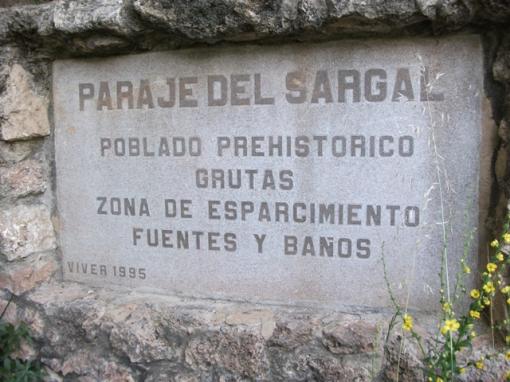 PARAJE DEL SARGAL
POBLADO PREHISTORICO
GRUTAS
ZONA DE ESPARCIMIENTO
FUENTES Y BAÑOS
VIVER 1995